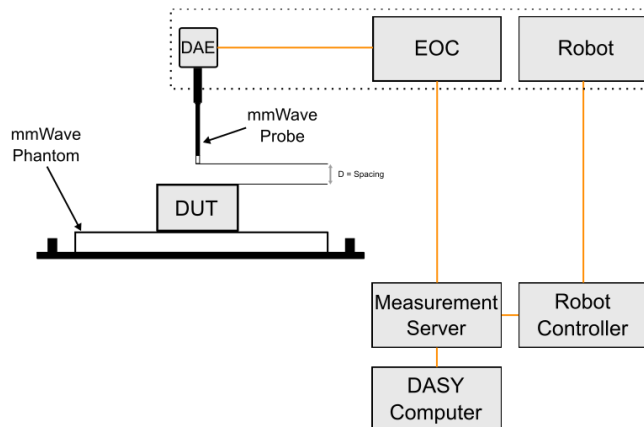 DAE
EOC
Robot
mmWave
Probe
mmWave
Phantom
D = Spacing
DUT
Measurement
Server
Robot
Controller
DASY
Computer